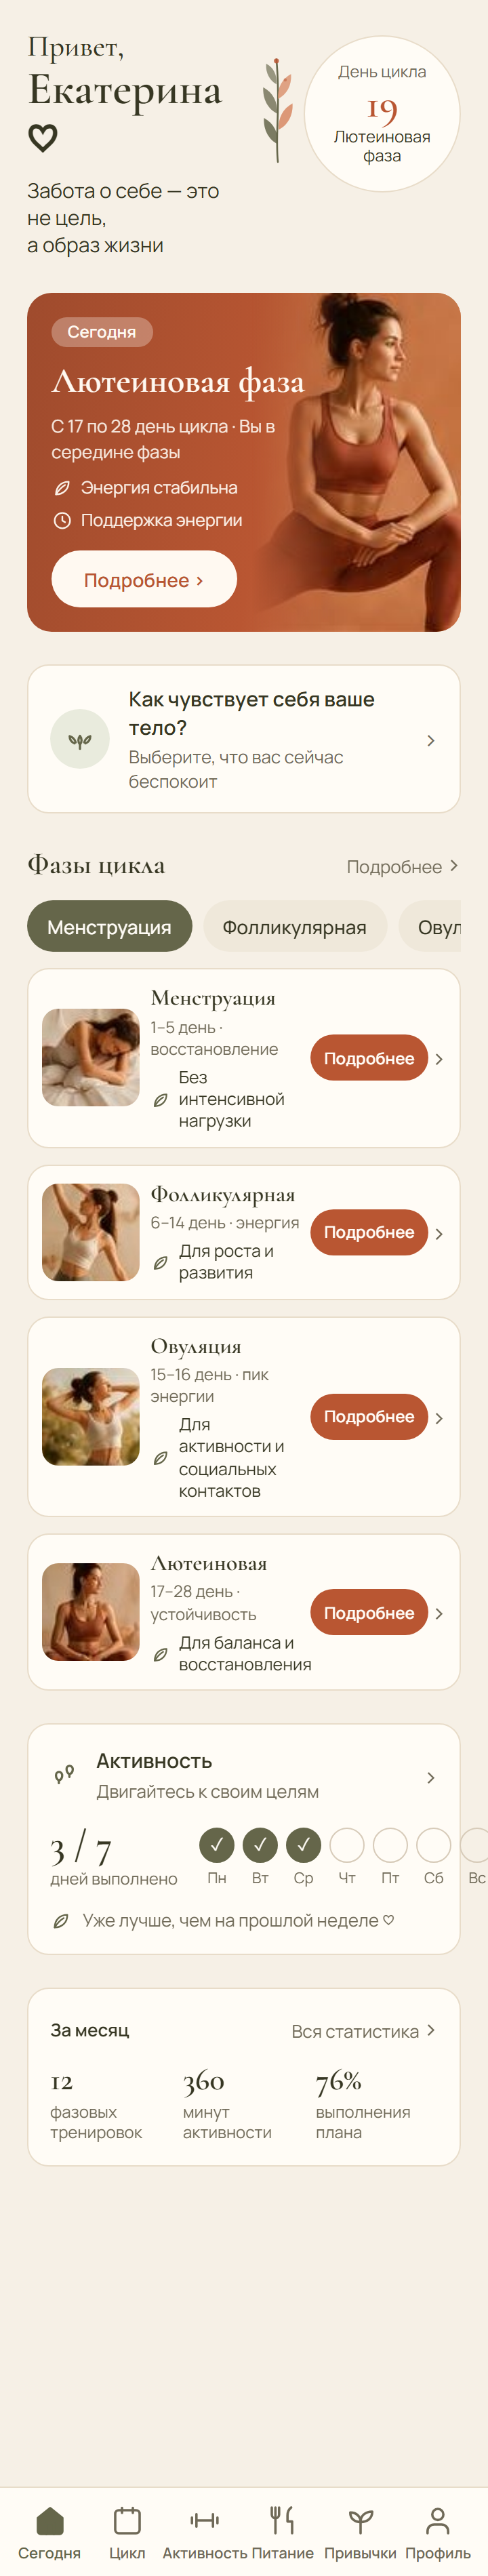 Привет,
Екатерина
♡
Забота о себе — это
не цель,
а образ жизни
День цикла
19
Лютеиновая
фаза
Сегодня
Лютеиновая фаза
С 17 по 28 день цикла · Вы в
середине фазы
Энергия стабильна
Поддержка энергии
Подробнее ›
Как чувствует себя ваше
тело?
Выберите, что вас сейчас
беспокоит
Фазы цикла
Подробнее
Менструация
Фолликулярная
Овул
Менструация
1–5 день ·
восстановление
Без
интенсивной
нагрузки
Подробнее
Фолликулярная
6–14 день · энергия
Для роста и
развития
Подробнее
Овуляция
15–16 день · пик
энергии
Для
активности и
социальных
контактов
Подробнее
Лютеиновая
17–28 день ·
устойчивость
Для баланса и
восстановления
Подробнее
Активность
Двигайтесь к своим целям
3 / 7
дней выполнено
Пн Вт Ср Чт Пт Сб Вс
Уже лучше, чем на прошлой неделе ♡
За месяц
Вся статистика
12
фазовых
тренировок
360
минут
активности
76%
выполнения
плана
Сегодня Цикл Активность Питание Привычки Профиль